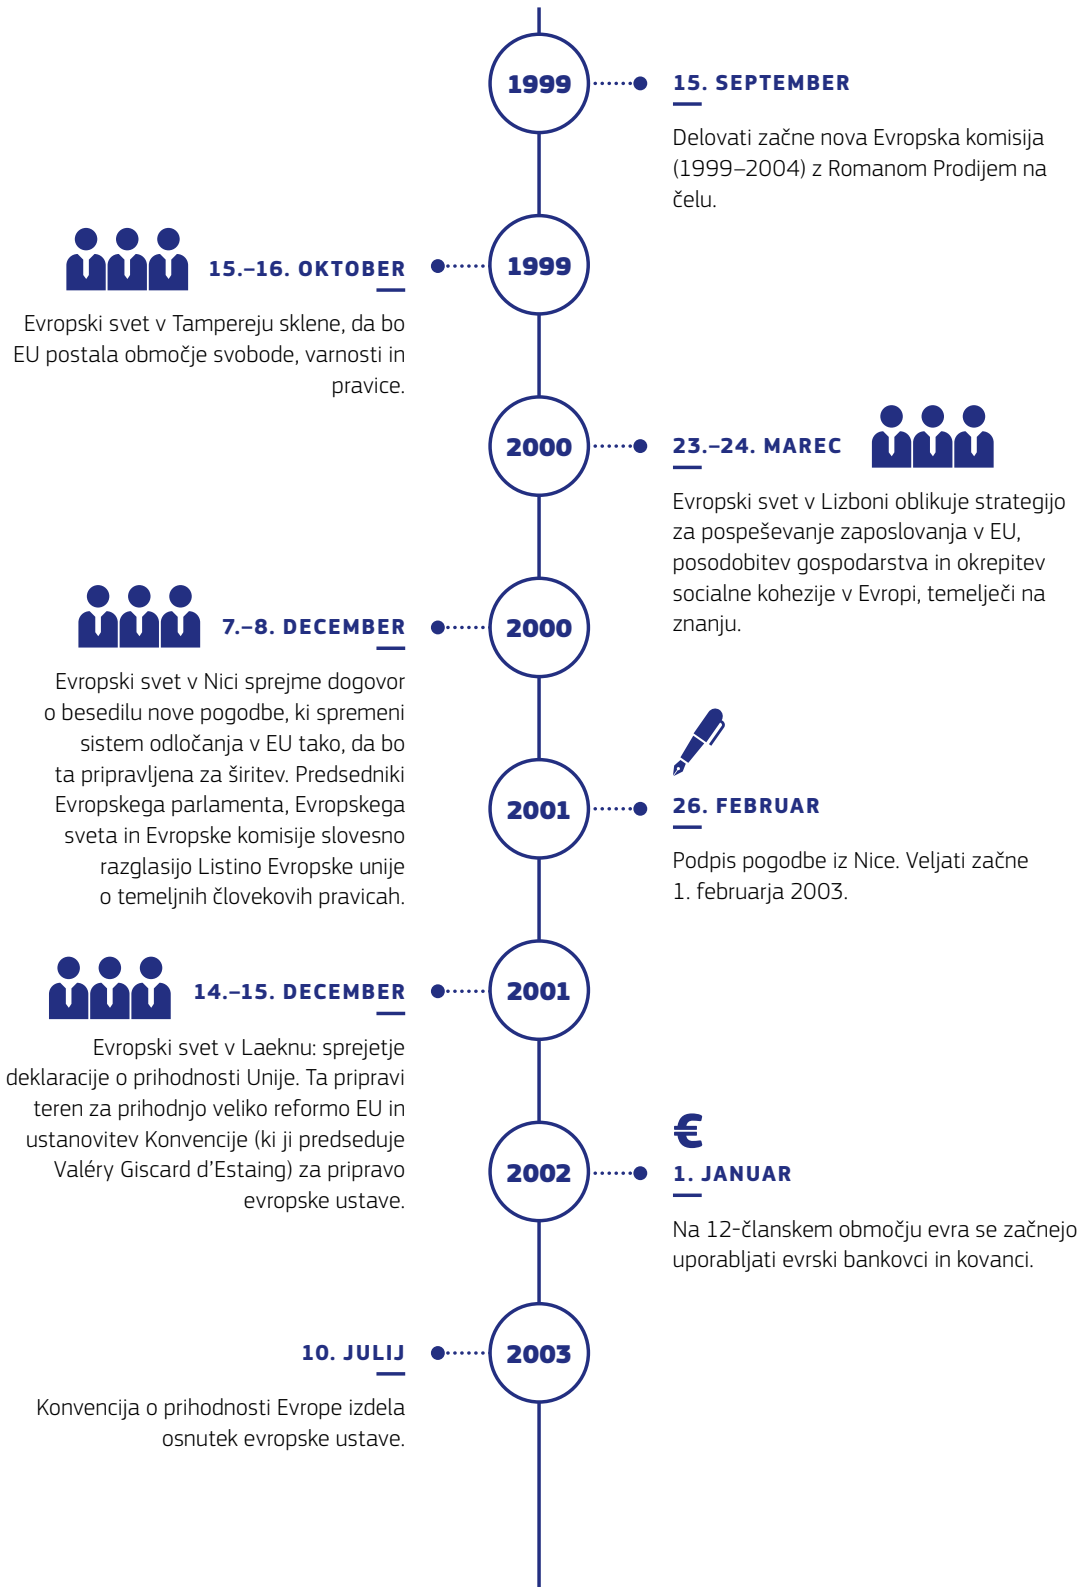 1999
15. SEPTEMBER
Delovati začne nova Evropska komisija
(1999–2004) z Romanom Prodijem na
čelu.
1999
15.–16. OKTOBER
Evropski svet v Tampereju sklene, da bo
EU postala območje svobode, varnosti in
pravice.
2000
23.–24. MAREC
Evropski svet v Lizboni oblikuje strategijo
za pospeševanje zaposlovanja v EU,
posodobitev gospodarstva in okrepitev
socialne kohezije v Evropi, temelječi na
znanju.
2000
7.–8. DECEMBER
Evropski svet v Nici sprejme dogovor
o besedilu nove pogodbe, ki spremeni
sistem odločanja v EU tako, da bo
ta pripravljena za širitev. Predsedniki
Evropskega parlamenta, Evropskega
sveta in Evropske komisije slovesno
razglasijo Listino Evropske unije
o temeljnih človekovih pravicah.
2001
26. FEBRUAR
Podpis pogodbe iz Nice. Veljati začne
1. februarja 2003.
2001
14.–15. DECEMBER
Evropski svet v Laeknu: sprejetje
deklaracije o prihodnosti Unije. Ta pripravi
teren za prihodnjo veliko reformo EU in
ustanovitev Konvencije (ki ji predseduje
Valéry Giscard d’Estaing) za pripravo
evropske ustave.
2002
€
1. JANUAR
Na 12-članskem območju evra se začnejo
uporabljati evrski bankovci in kovanci.
2003
10. JULIJ
Konvencija o prihodnosti Evrope izdela
osnutek evropske ustave.